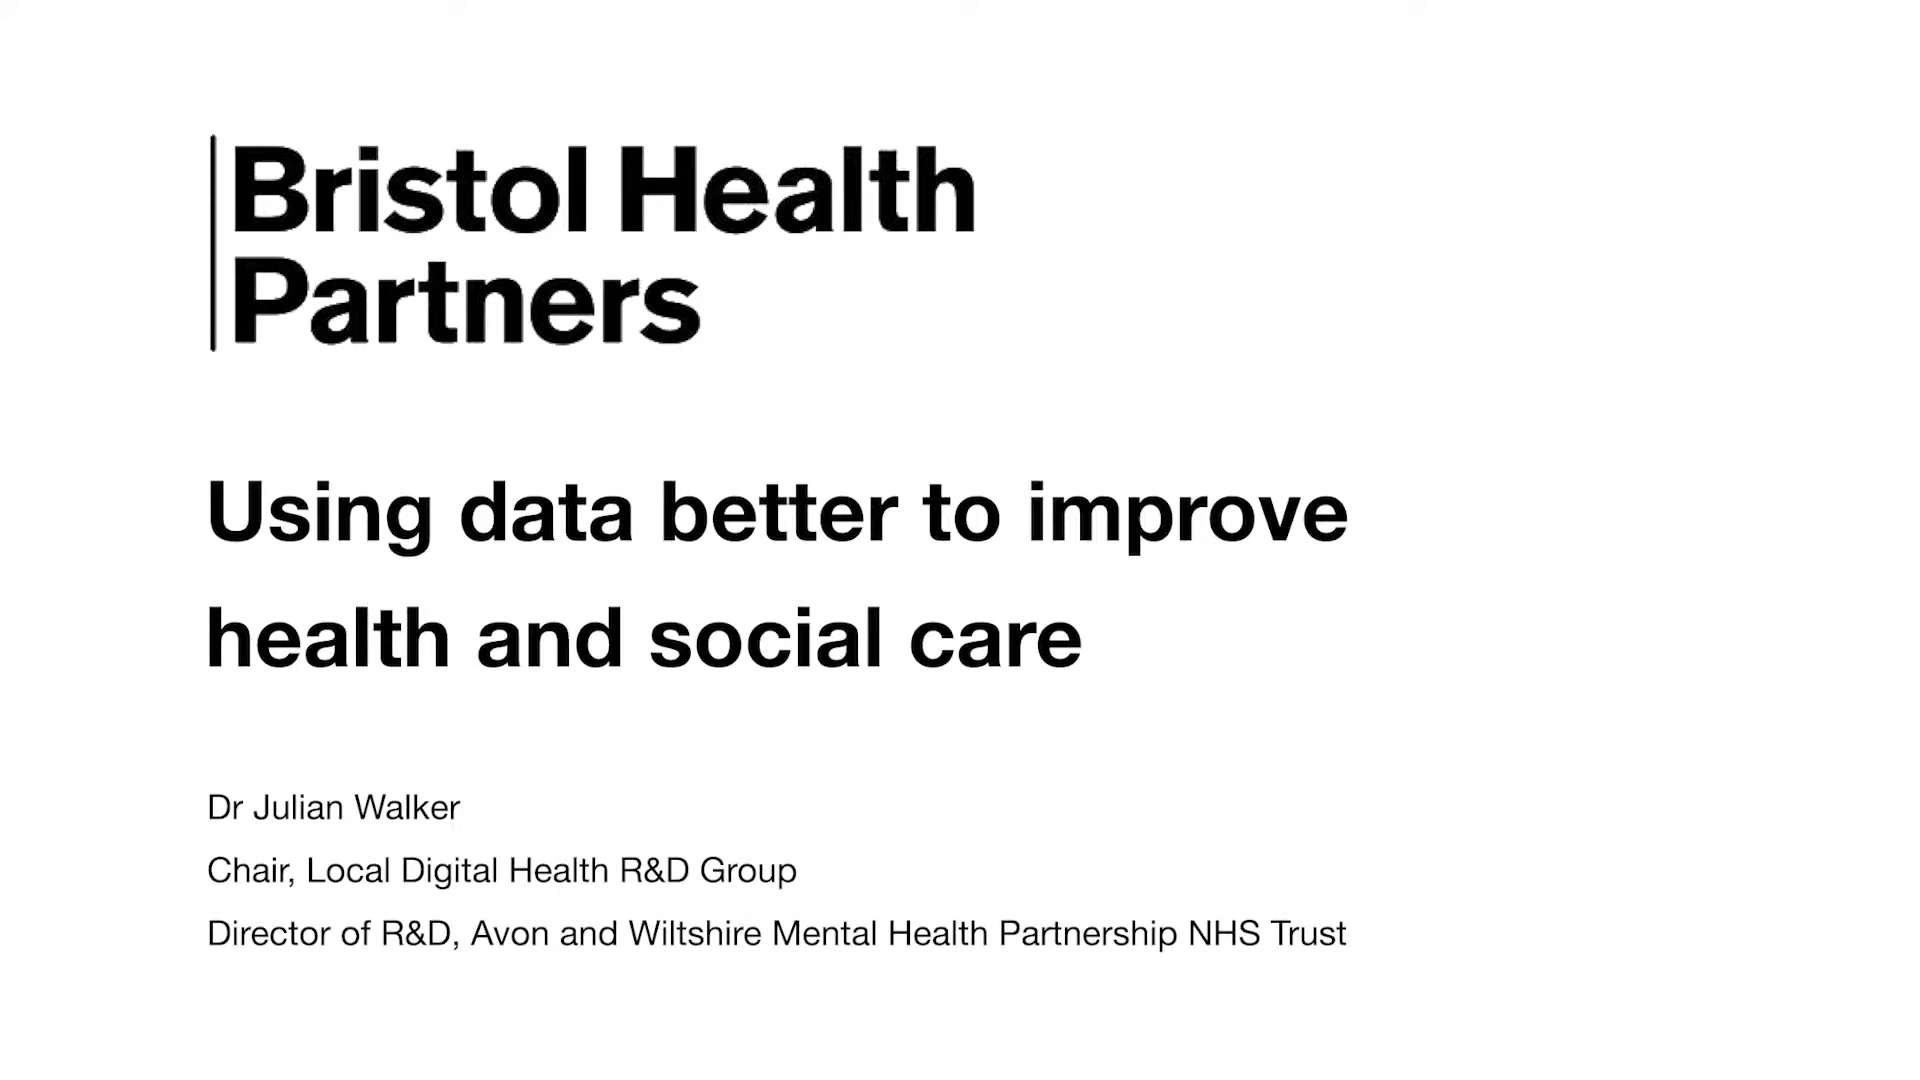 Bristol Health
Partners
Using data better to improve
health and social care
Dr Julian Walker
Chair, Local Digital Health R&D Group
Director of R&D, Avon and Wiltshire Mental Health Partnership NHS Trust